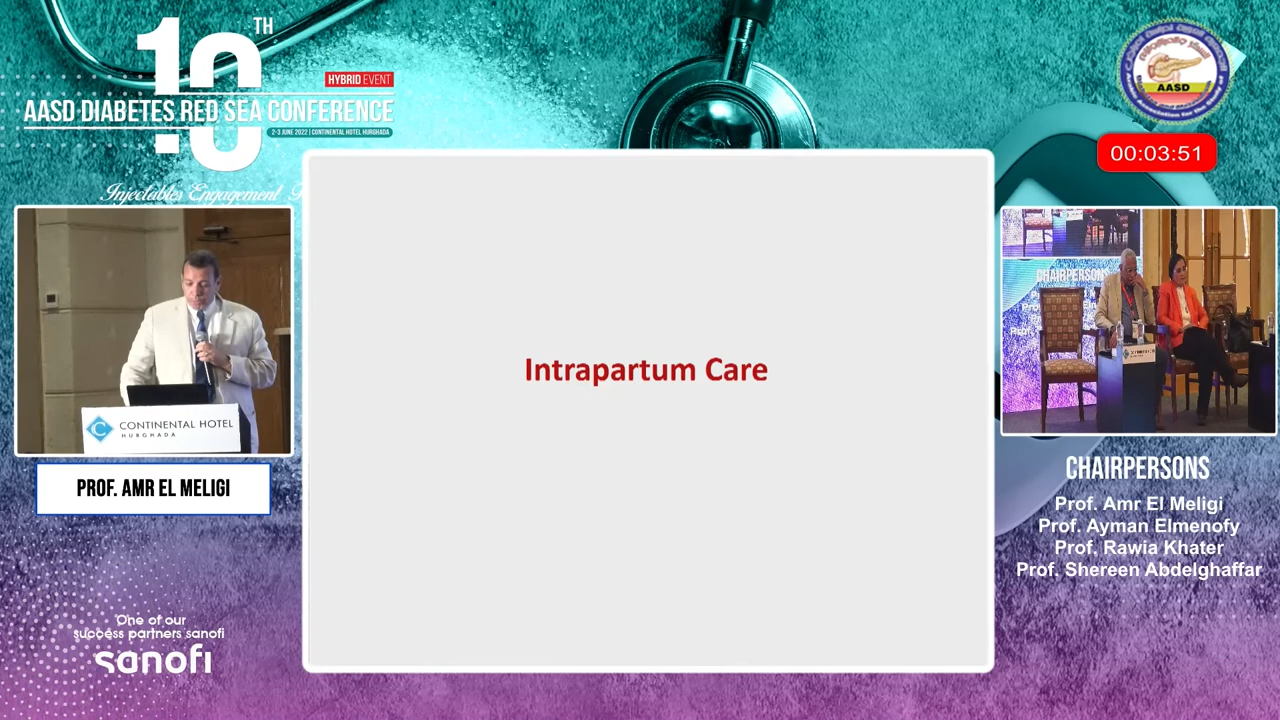 10TH
HYBRID EVENT
AASD DIABETES RED SEA CONFERENCE
2-3 JUNE 2022 | CONTINENTAL HOTEL HURGHADA
Injectables Engagement
AASD
00:03:51
Intrapartum Care
CONTINENTAL HOTEL
HURGHADA
PROF. AMR EL MELIGI
CHAIRPERSONS
CHAIRPERSONS
Prof. Amr El Meligi
Prof. Ayman Elmenofy
Prof. Rawia Khater
Prof. Shereen Abdelghaffar
One of our
success partners sanofi
sanofi